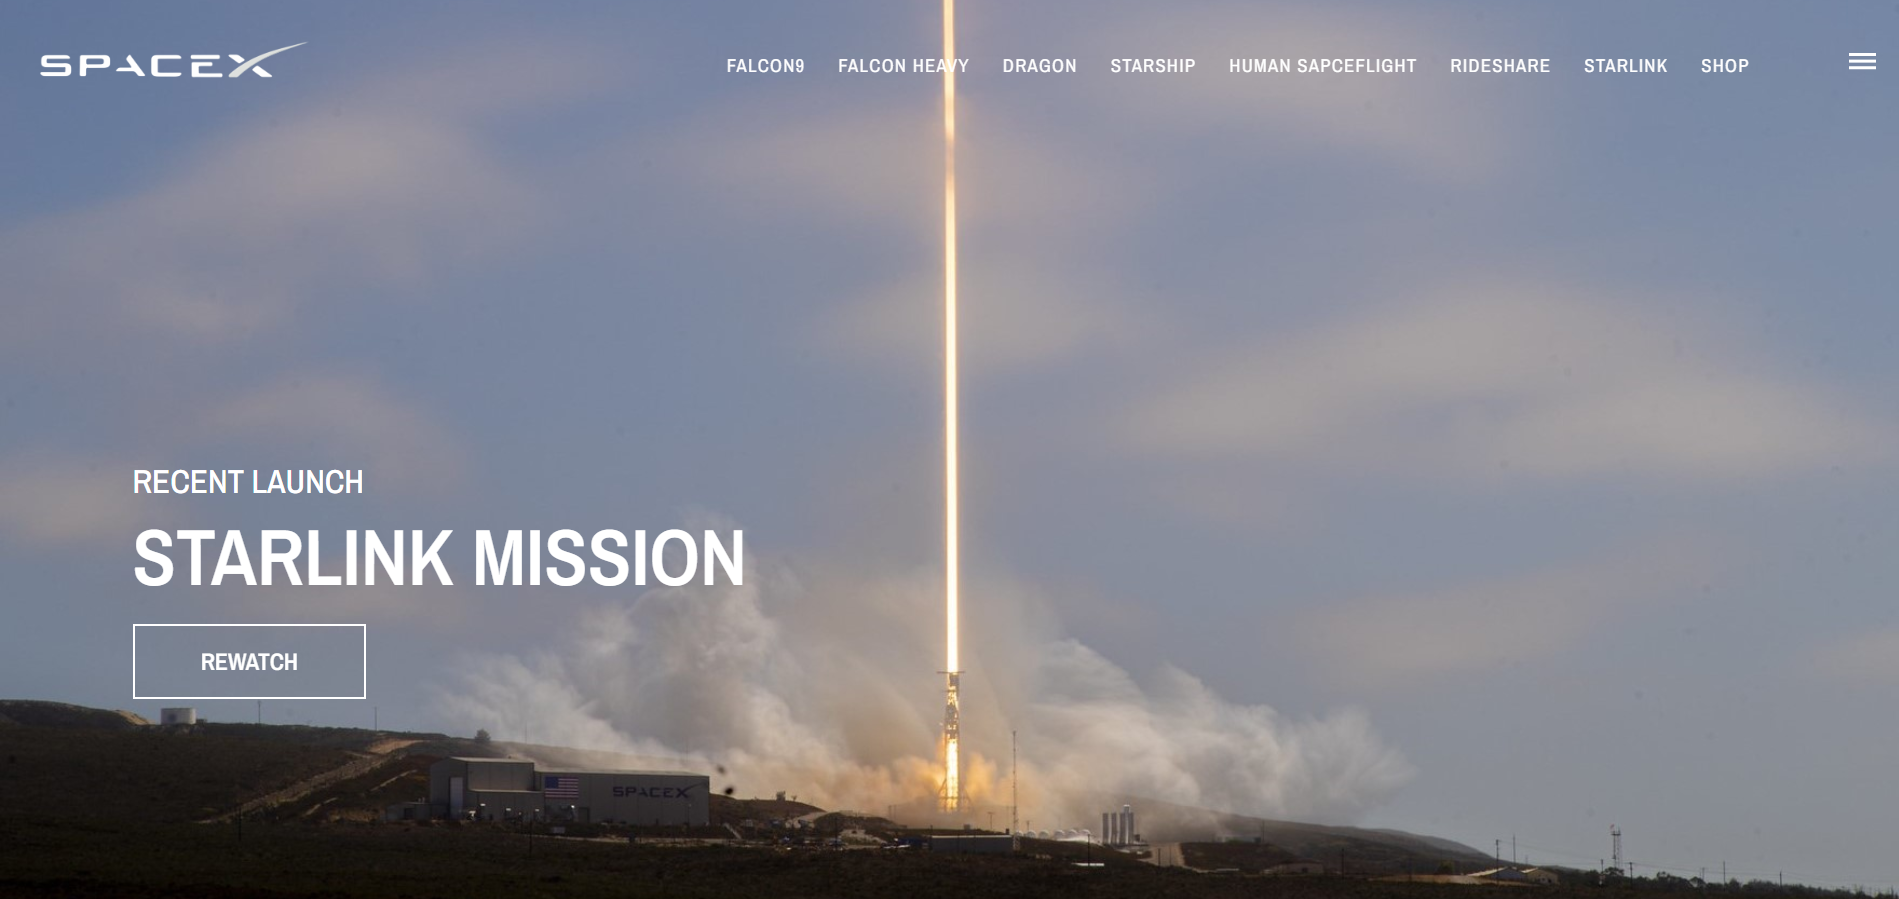 SPACEX
FALCON9 FALCON HEAVY DRAGON STARSHIP HUMAN SAPCEFLIGHT RIDESHARE STARLINK SHOP
RECENT LAUNCH
STARLINK MISSION
REWATCH
SPACEX